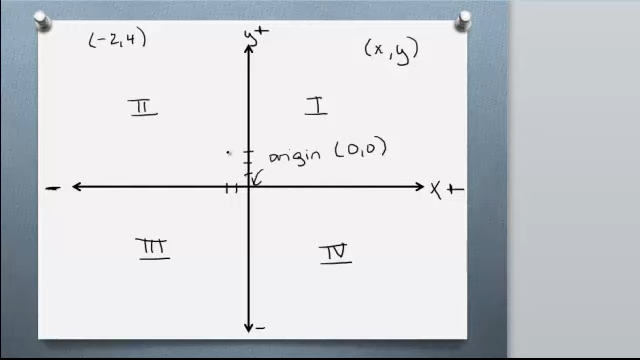 (-2,4)
y+
(x,y)
II
I
origin (0,0)
-
x+
III
IV
-